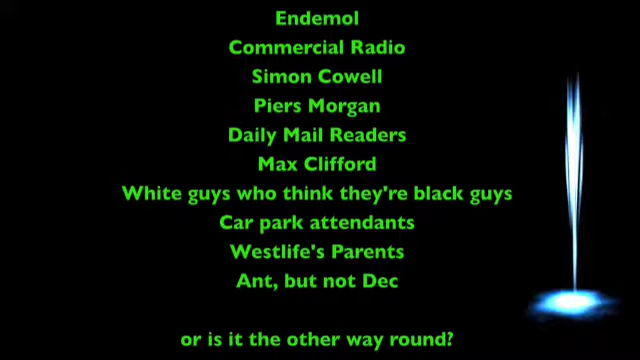 Endemol
Commercial Radio
Simon Cowell
Piers Morgan
Daily Mail Readers
Max Clifford
White guys who think they're black guys
Car park attendants
Westlife's Parents
Ant, but not Dec
or is it the other way round?